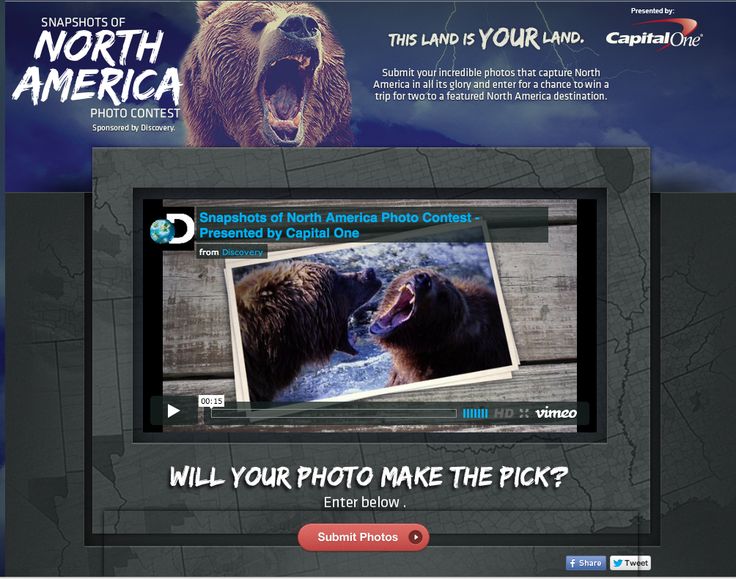 SNAPSHOTS OF
NORTH
AMERICA
PHOTO CONTEST
Sponsored by Discovery.
THIS LAND IS YOUR LAND.
Submit your incredible photos that capture North
America in all its glory and enter for a chance to win a
trip for two to a featured North America destination.
Presented by:
Capital One
D
Snapshots of North America Photo Contest -
Presented by Capital One
from Discovery
00:15
HD
vimeo
WILL YOUR PHOTO MAKE THE PICK?
Enter below .
Submit Photos
f Share
Tweet